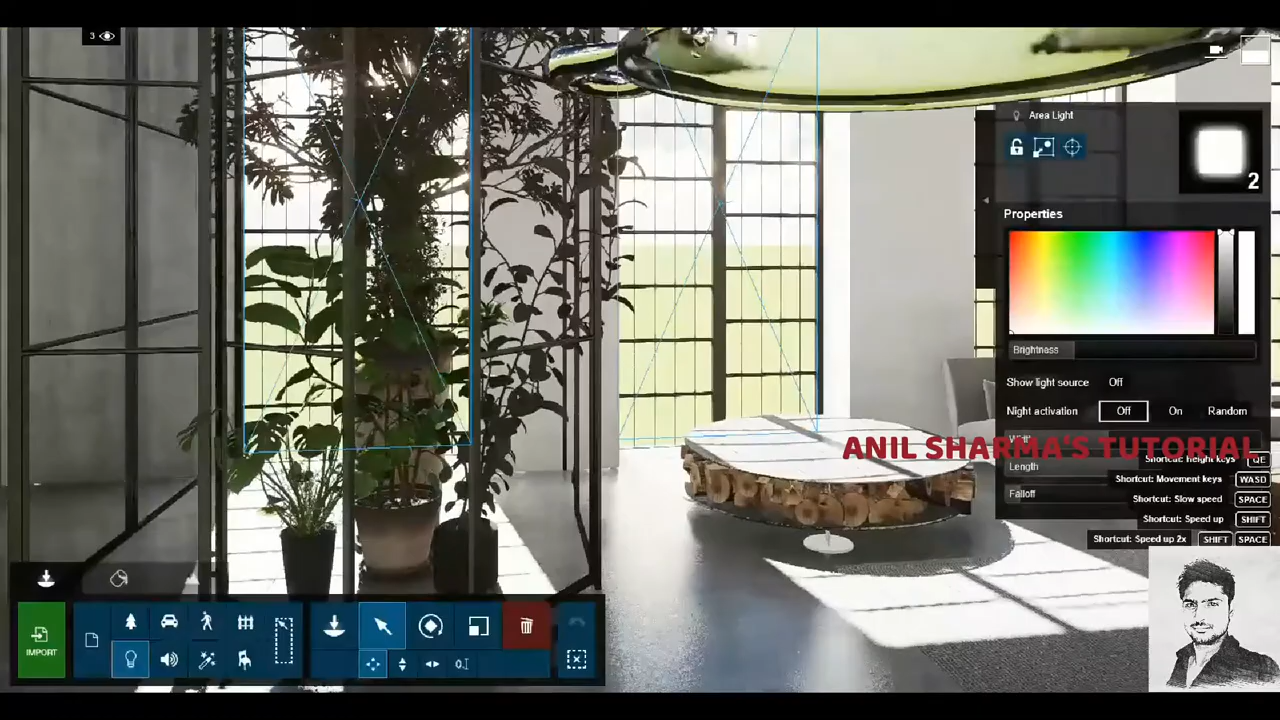 3
Area Light
2
Properties
Brightness
Show light source Off
Night activation Off On Random
ANIL SHARMA'S TUTORIAL
Shortcut: Height keys QE
Length
Shortcut: Movement keys WASD
Falloff
Shortcut: Slow speed SPACE
Shortcut: Speed up SHIFT
Shortcut: Speed up 2x SHIFT SPACE
IMPORT